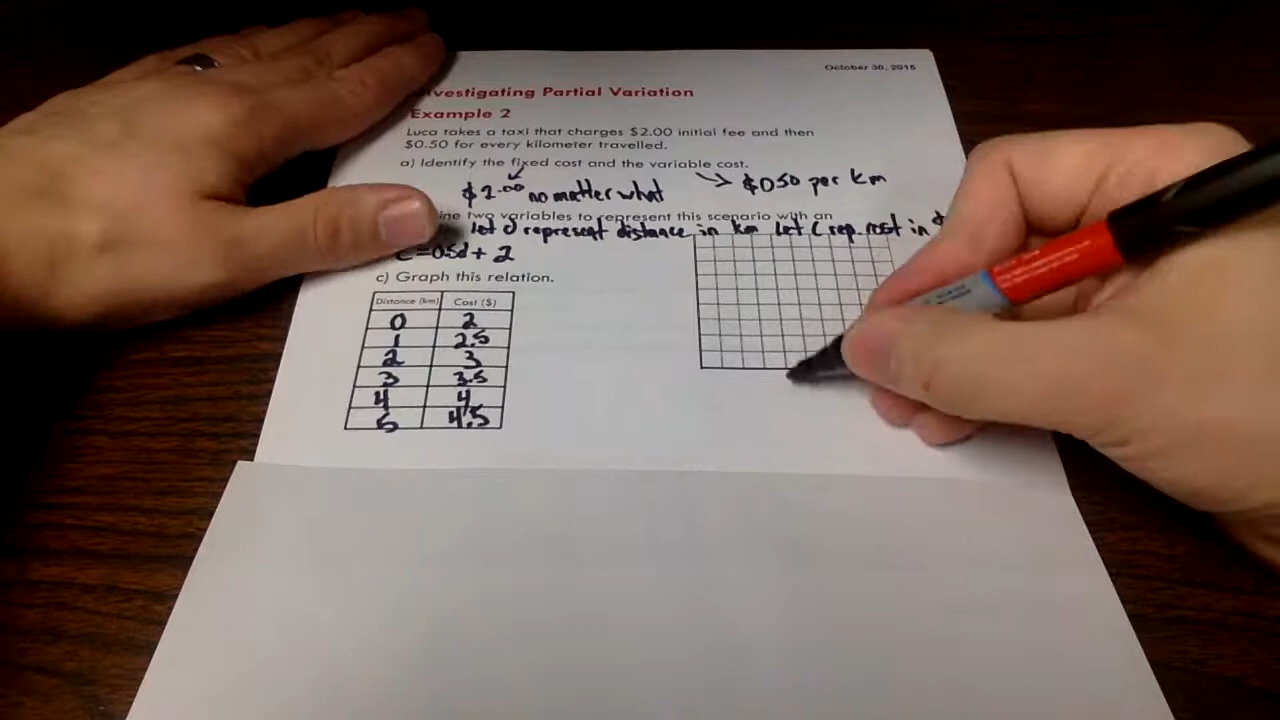 October 30, 2015
vestigating Partial Variation
Example 2
Luca takes a taxi that charges $2.00 initial fee and then
$0.50 for every kilometer travelled.
a) Identify the fixed cost and the variable cost.
$2.00 no matter what $0.50 per km
ine two variables to represent this scenario with an
let d represent distance in km let C rep. cost in $
C=0.5d+2
c) Graph this relation.
Distance (km) Cost ($)
0 2
1 2.5
2 3
3 3.5
4 4
5 4.5